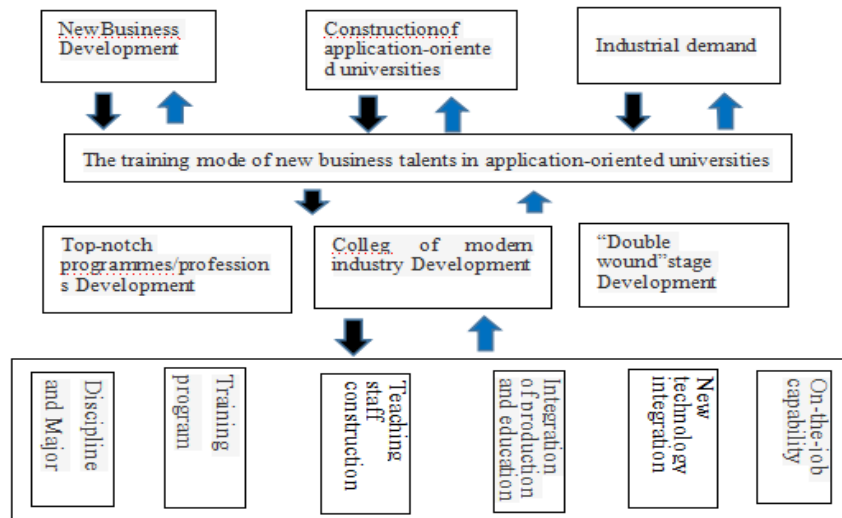 NewBusiness
Development
Constructionof
application-oriente
d universities
Industrial demand
The training mode of new business talents in application-oriented universities
Top-notch
programmes/profession
s Development
Colleg of modern
industry Development
“Double
wound”stage
Development
Discipline
and Major
Training
program
Teaching
staff
construction
Integration
of production
and education
New
technology
integration
On-the-job
capability